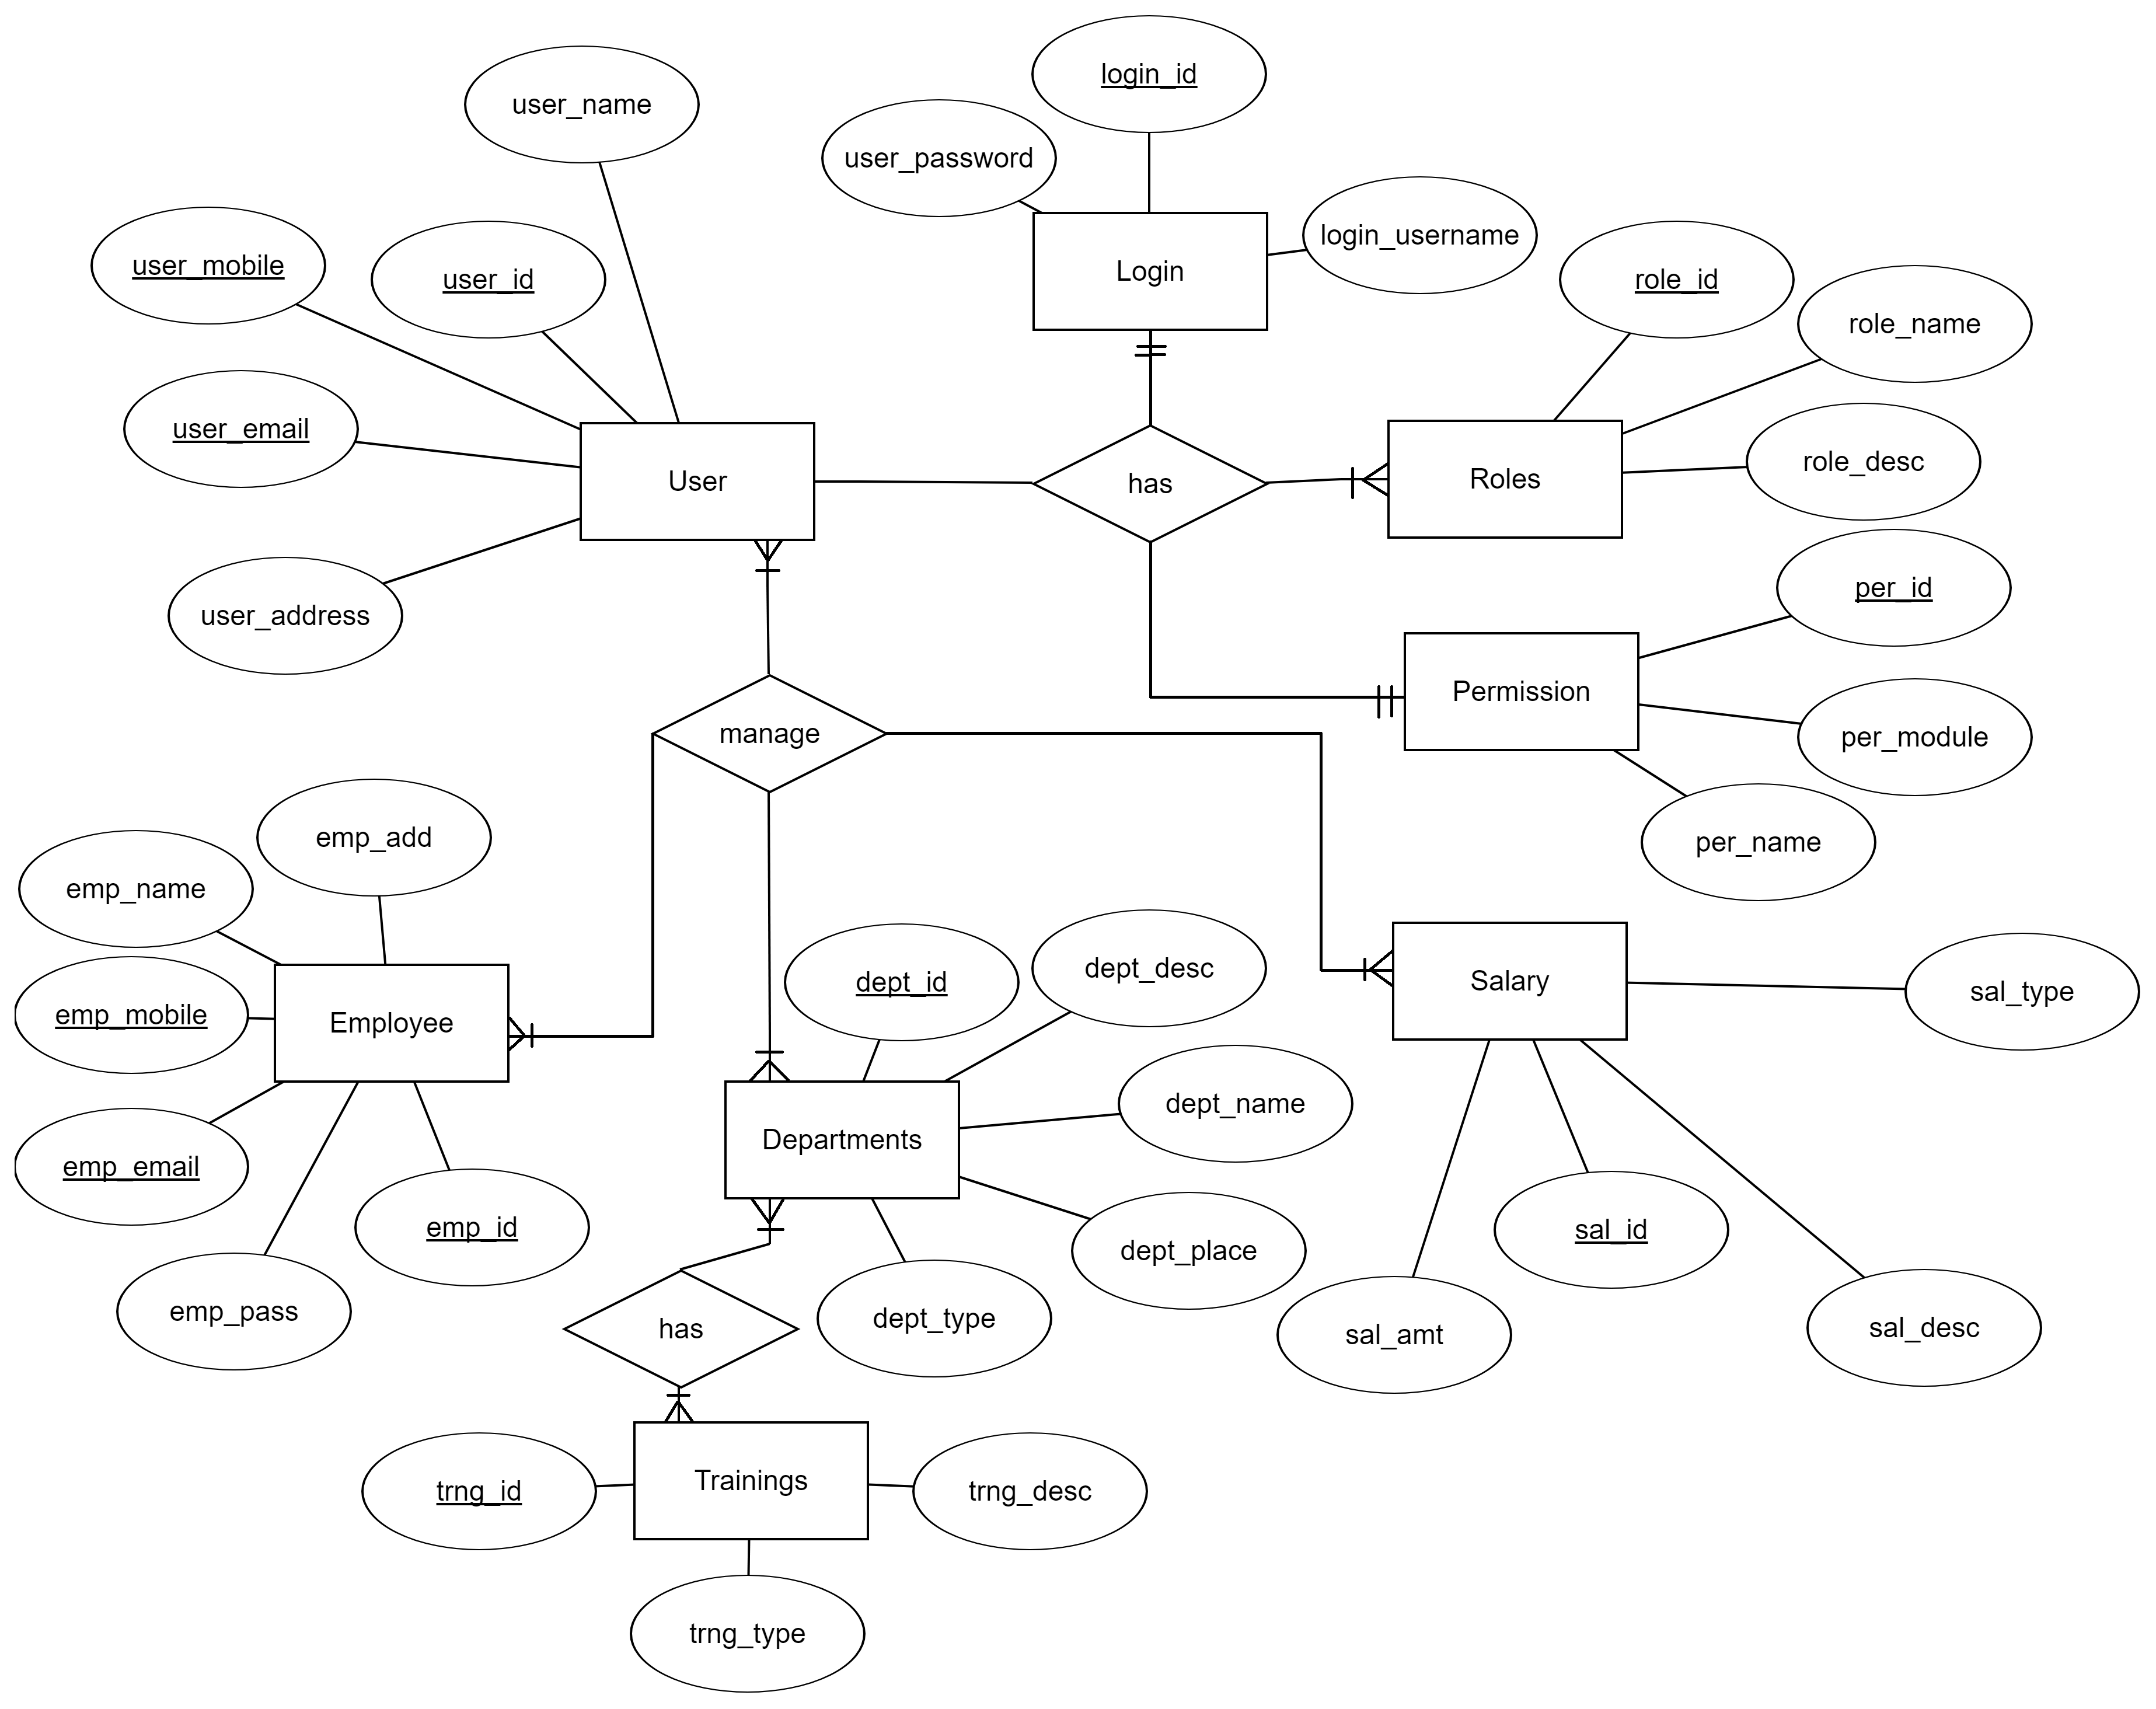 login_id
user_name
user_password
login_username
user_mobile
user_id
Login
role_id
role_name
user_email
User
has
Roles
role_desc
user_address
per_id
Permission
manage
per_module
emp_add
per_name
emp_name
dept_id
dept_desc
Salary
sal_type
emp_mobile
Employee
dept_name
Departments
emp_email
emp_id
dept_place
sal_id
emp_pass
has
dept_type
sal_amt
sal_desc
trng_id
Trainings
trng_desc
trng_type